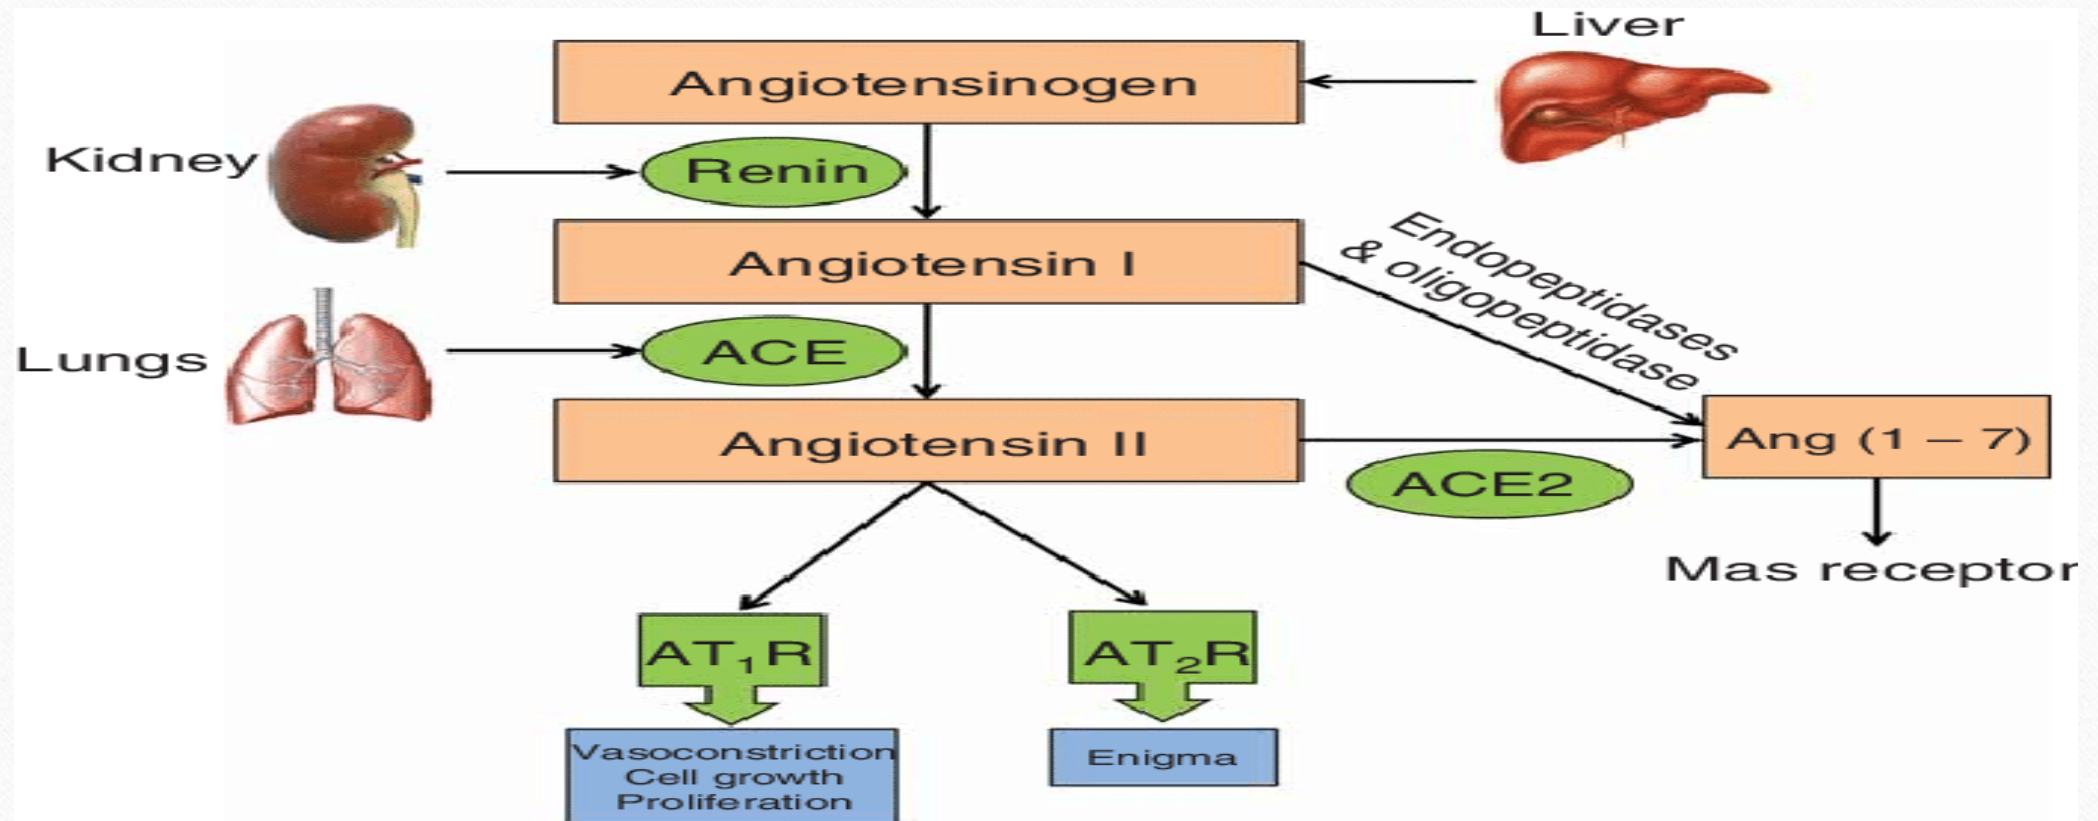 Liver
Angiotensinogen
Kidney
Renin
Angiotensin I
Endopeptidases
& oligopeptidase
Lungs
ACE
Angiotensin II
Ang (1 – 7)
ACE2
Mas receptor
AT₁R
AT₂R
Vasoconstriction
Cell growth
Proliferation
Enigma